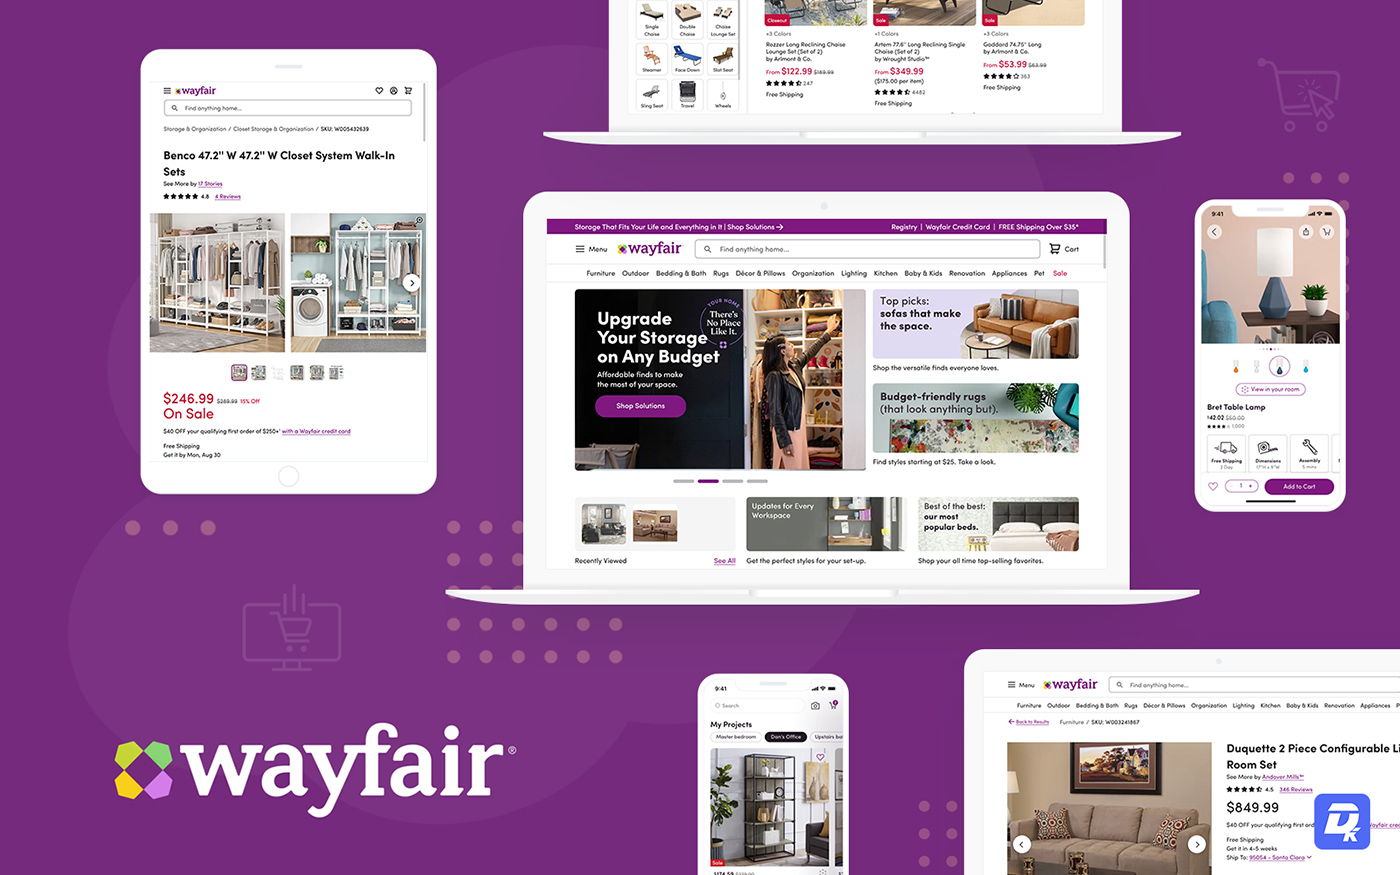 wayfair
Find anything home...
Storage & Organization / Closet Storage & Organization / SKU: W005432639
Benco 47.2" W 47.2" W Closet System Walk-In
Sets
See More by 17 Stories
4.8 4 Reviews
$246.99 $289.99 15% Off
On Sale
$40 OFF your qualifying first order of $250+¹ with a Wayfair credit card
Free Shipping
Get it by Mon, Aug 30
Single
Chaise
Double
Chaise
Chaise
Lounge Set
Steamer
Face Down
Slat Seat
Sling Seat
Travel
Wheels
Closeout
+3 Colors
Rozzer Long Reclining Chaise
Lounge Set (Set of 2)
by Arlmont & Co.
From $122.99 $189.99
247
Free Shipping
Sale
+1 Colors
Artem 77.6" Long Reclining Single
Chaise (Set of 2)
by Wrought Studio™
From $349.99
($175.00 per item)
4482
Free Shipping
Sale
+3 Colors
Goddard 74.75" Long
by Arlmont & Co.
From $53.99 $63.99
363
Free Shipping
Storage That Fits Your Life and Everything in It | Shop Solutions →
Registry | Wayfair Credit Card | FREE Shipping Over $35*
Menu
wayfair
Find anything home...
Cart
Furniture Outdoor Bedding & Bath Rugs Décor & Pillows Organization Lighting Kitchen Baby & Kids Renovation Appliances Pet Sale
Upgrade
Your Storage
on Any Budget
Affordable finds to make
the most of your space.
Shop Solutions
YOUR HOME
There's
No Place
Like It.
Top picks:
sofas that make
the space.
Shop the versatile finds everyone loves.
Budget-friendly rugs
(that look anything but).
Find styles starting at $25. Take a look.
Recently Viewed
See All
Updates for Every
Workspace
Get the perfect styles for your set-up.
Best of the best:
our most
popular beds.
Shop your all time top-selling favorites.
9:41
View in your room
Bret Table Lamp
$42.02 $50.00
1,000
Free Shipping
2 Day
Dimensions
17"H x 9"W
Assembly
5 mins
1 +
Add to Cart
wayfair®
9:41
Search
My Projects
Master bedroom
Dan's Office
Upstairs bat
Sale
Menu
wayfair
Find anything home...
Furniture Outdoor Bedding & Bath Rugs Décor & Pillows Organization Lighting Kitchen Baby & Kids Renovation Appliances P
← Back to Results Furniture / SKU: W003241867
Duquette 2 Piece Configurable Li
Room Set
See More by Andover Mills™
4.5 346 Reviews
$849.99
$40 OFF your qualifying first ord
ayfair cred
Free Shipping
Get it in 4-5 weeks
Ship To: 95054 - Santa Clara